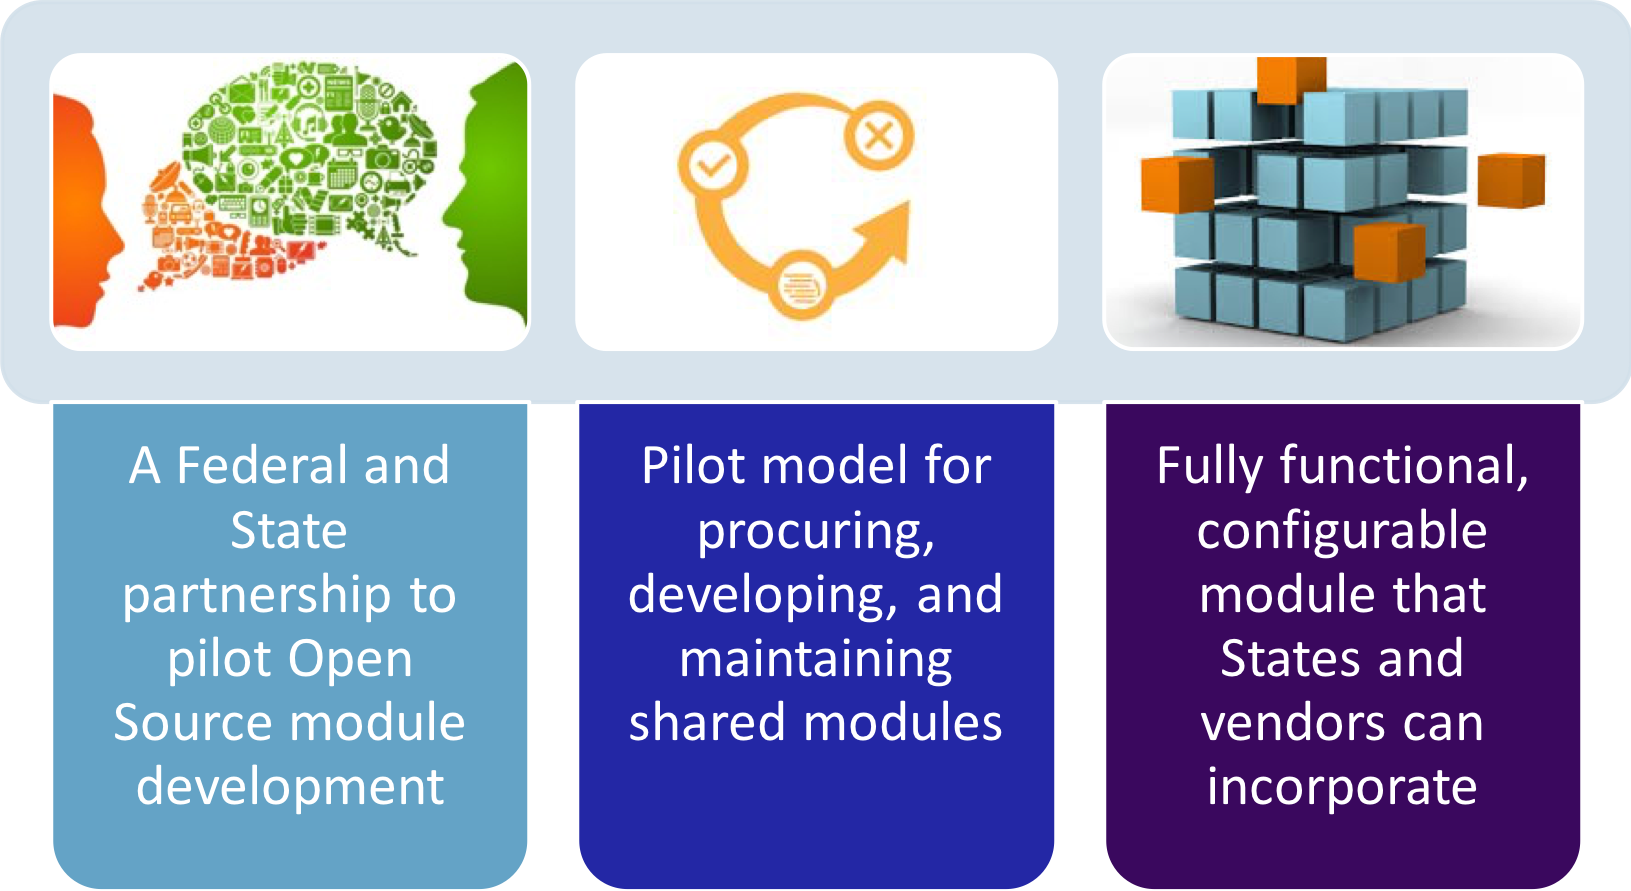 NEWS
A Federal and
State
partnership to
pilot Open
Source module
development
Pilot model for
procuring,
developing, and
maintaining
shared modules
Fully functional,
configurable
module that
States and
vendors can
incorporate